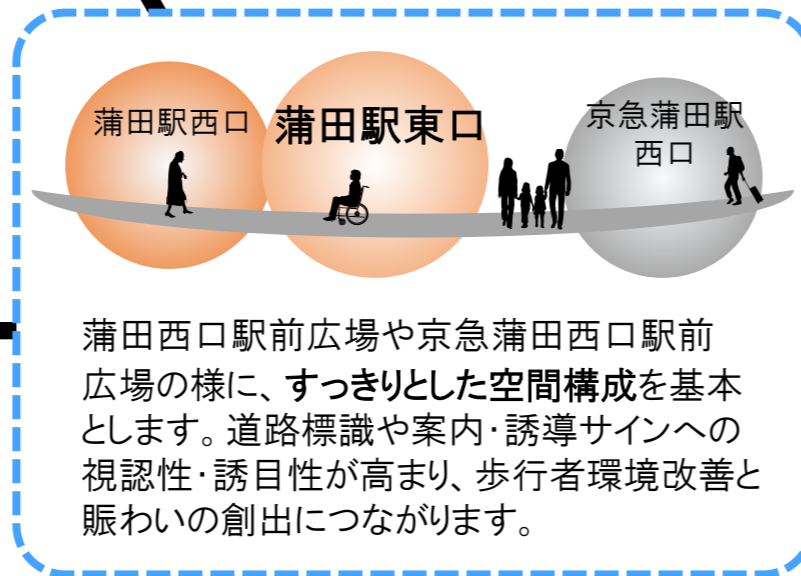 蒲田駅西口
蒲田駅東口
京急蒲田駅
西口
蒲田西口駅前広場や京急蒲田西口駅前
広場の様に、すっきりとした空間構成を基本
とします。道路標識や案内・誘導サインへの
視認性・誘目性が高まり、歩行者環境改善と
賑わいの創出につながります。